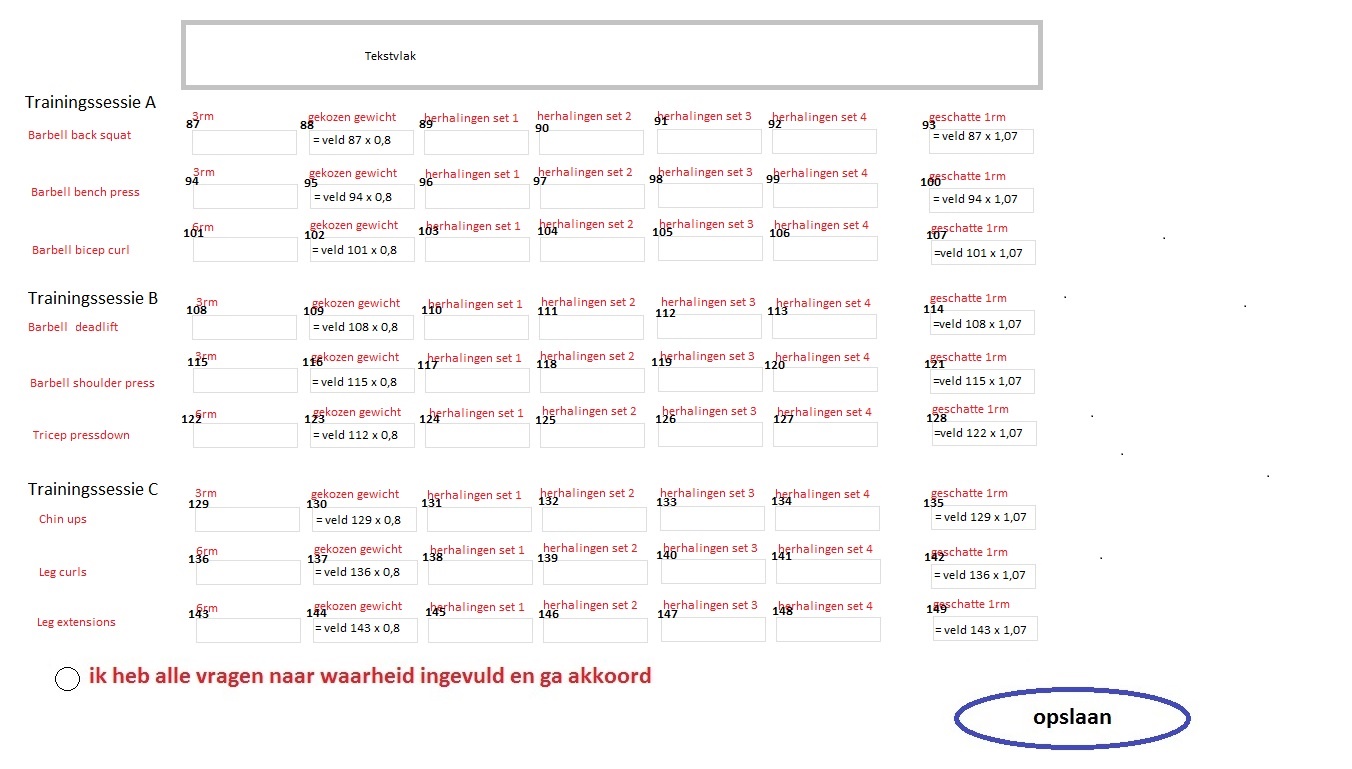 Tekstvlak
Trainingssessie A
3rm gekozen gewicht herhalingen set 1 herhalingen set 2 herhalingen set 3 herhalingen set 4 geschatte 1rm
87 88 89 90 91 92 93
Barbell back squat = veld 87 x 0,8 = veld 87 x 1,07
3rm gekozen gewicht herhalingen set 1 herhalingen set 2 herhalingen set 3 herhalingen set 4 geschatte 1rm
94 95 96 97 98 99 100
Barbell bench press = veld 94 x 0,8 = veld 94 x 1,07
6rm gekozen gewicht herhalingen set 1 herhalingen set 2 herhalingen set 3 herhalingen set 4 geschatte 1rm
101 102 103 104 105 106 107
Barbell bicep curl = veld 101 x 0,8 =veld 101 x 1,07
Trainingssessie B
3rm gekozen gewicht herhalingen set 1 herhalingen set 2 herhalingen set 3 herhalingen set 4 geschatte 1rm
108 109 110 111 112 113 114
Barbell deadlift = veld 108 x 0,8 =veld 108 x 1,07
3rm gekozen gewicht herhalingen set 1 herhalingen set 2 herhalingen set 3 herhalingen set 4 geschatte 1rm
115 116 117 118 119 120 121
Barbell shoulder press = veld 115 x 0,8 =veld 115 x 1,07
6rm gekozen gewicht herhalingen set 1 herhalingen set 2 herhalingen set 3 herhalingen set 4 geschatte 1rm
122 123 124 125 126 127 128
Tricep pressdown = veld 112 x 0,8 =veld 122 x 1,07
Trainingssessie C
3rm gekozen gewicht herhalingen set 1 herhalingen set 2 herhalingen set 3 herhalingen set 4 geschatte 1rm
129 130 131 132 133 134 135
Chin ups = veld 129 x 0,8 = veld 129 x 1,07
6rm gekozen gewicht herhalingen set 1 herhalingen set 2 herhalingen set 3 herhalingen set 4 geschatte 1rm
136 137 138 139 140 141 142
Leg curls = veld 136 x 0,8 = veld 136 x 1,07
6rm gekozen gewicht herhalingen set 1 herhalingen set 2 herhalingen set 3 herhalingen set 4 geschatte 1rm
143 144 145 146 147 148 149
Leg extensions = veld 143 x 0,8 = veld 143 x 1,07
ik heb alle vragen naar waarheid ingevuld en ga akkoord
opslaan